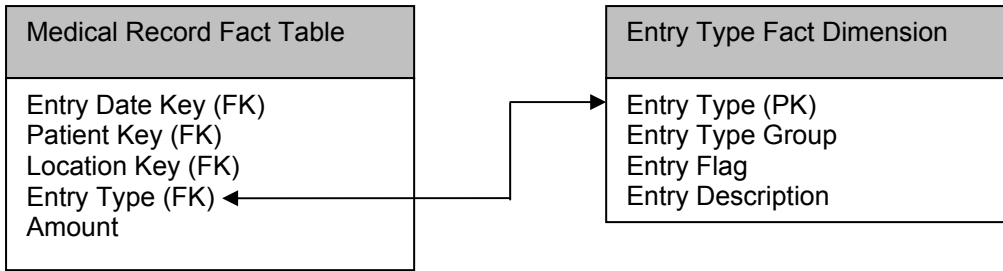 Medical Record Fact Table
Entry Date Key (FK)
Patient Key (FK)
Location Key (FK)
Entry Type (FK)
Amount
Entry Type Fact Dimension
Entry Type (PK)
Entry Type Group
Entry Flag
Entry Description